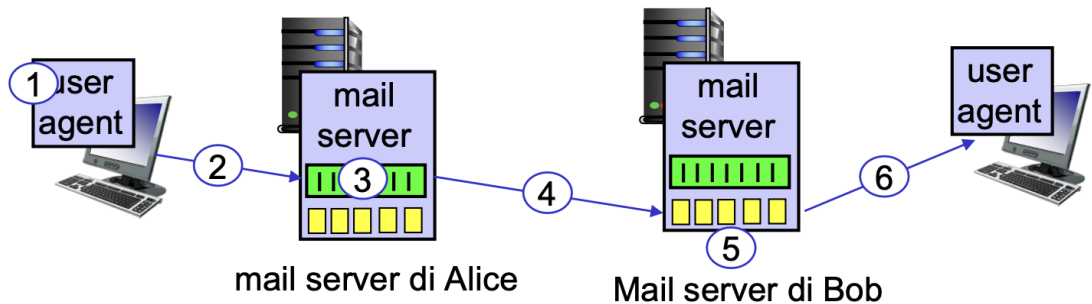 1
user
agent
2
mail
server
3
mail server di Alice
4
mail
server
5
Mail server di Bob
6
user
agent